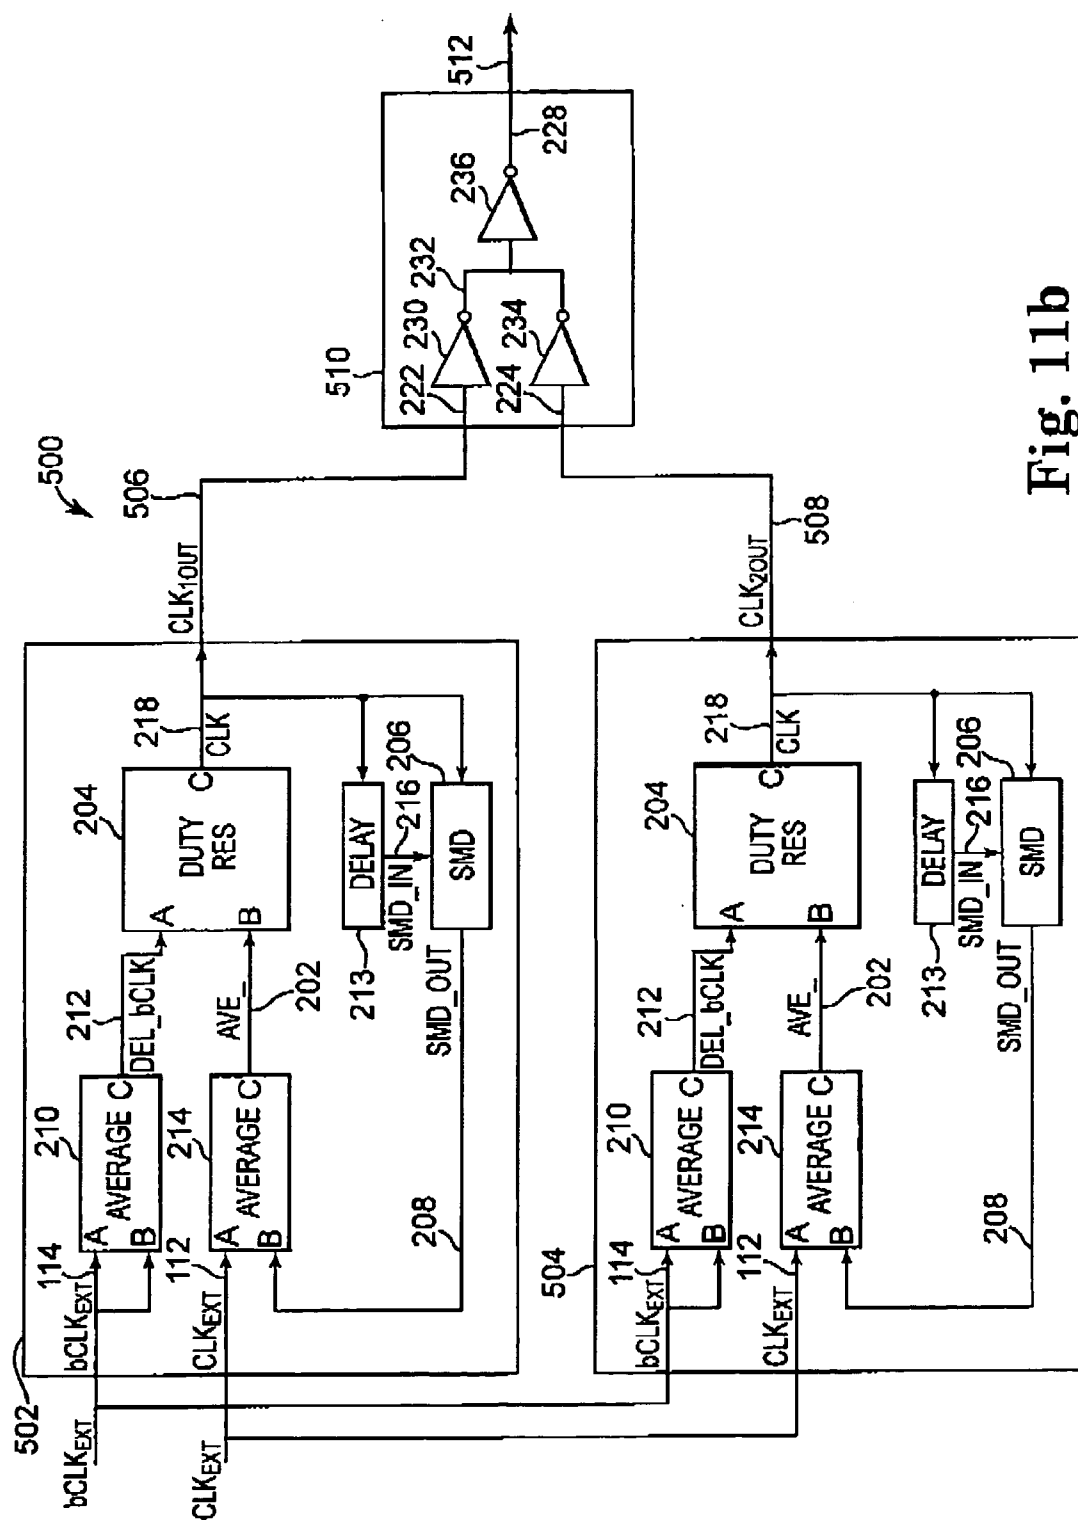 500
502
bCLKEXT
CLKEXT
bCLKEXT
114
A
B
AVERAGE
C
210
212
DEL_bCLK
CLKEXT
112
A
B
AVERAGE
C
214
AVE_
202
204
A
B
DUTY
RES
C
218
CLK
CLK1OUT
506
213
DELAY
SMD_IN
216
206
SMD
SMD_OUT
208
504
bCLKEXT
114
A
B
AVERAGE
C
210
212
DEL_bCLK
CLKEXT
112
A
B
AVERAGE
C
214
AVE_
202
204
A
B
DUTY
RES
C
218
CLK
CLK2OUT
508
213
DELAY
SMD_IN
216
206
SMD
SMD_OUT
208
510
222
230
232
224
234
236
228
512
Fig. 11b